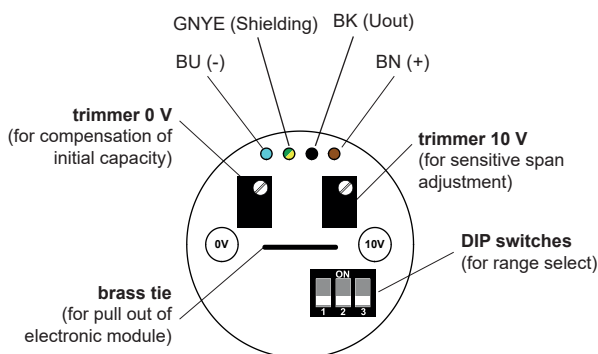 GNYE (Shielding)
BK (Uout)
BU (-)
BN (+)
trimmer 0 V
(for compensation of
initial capacity)
trimmer 10 V
(for sensitive span
adjustment)
0V
10V
DIP switches
(for range select)
ON
1 2 3
brass tie
(for pull out of
electronic module)